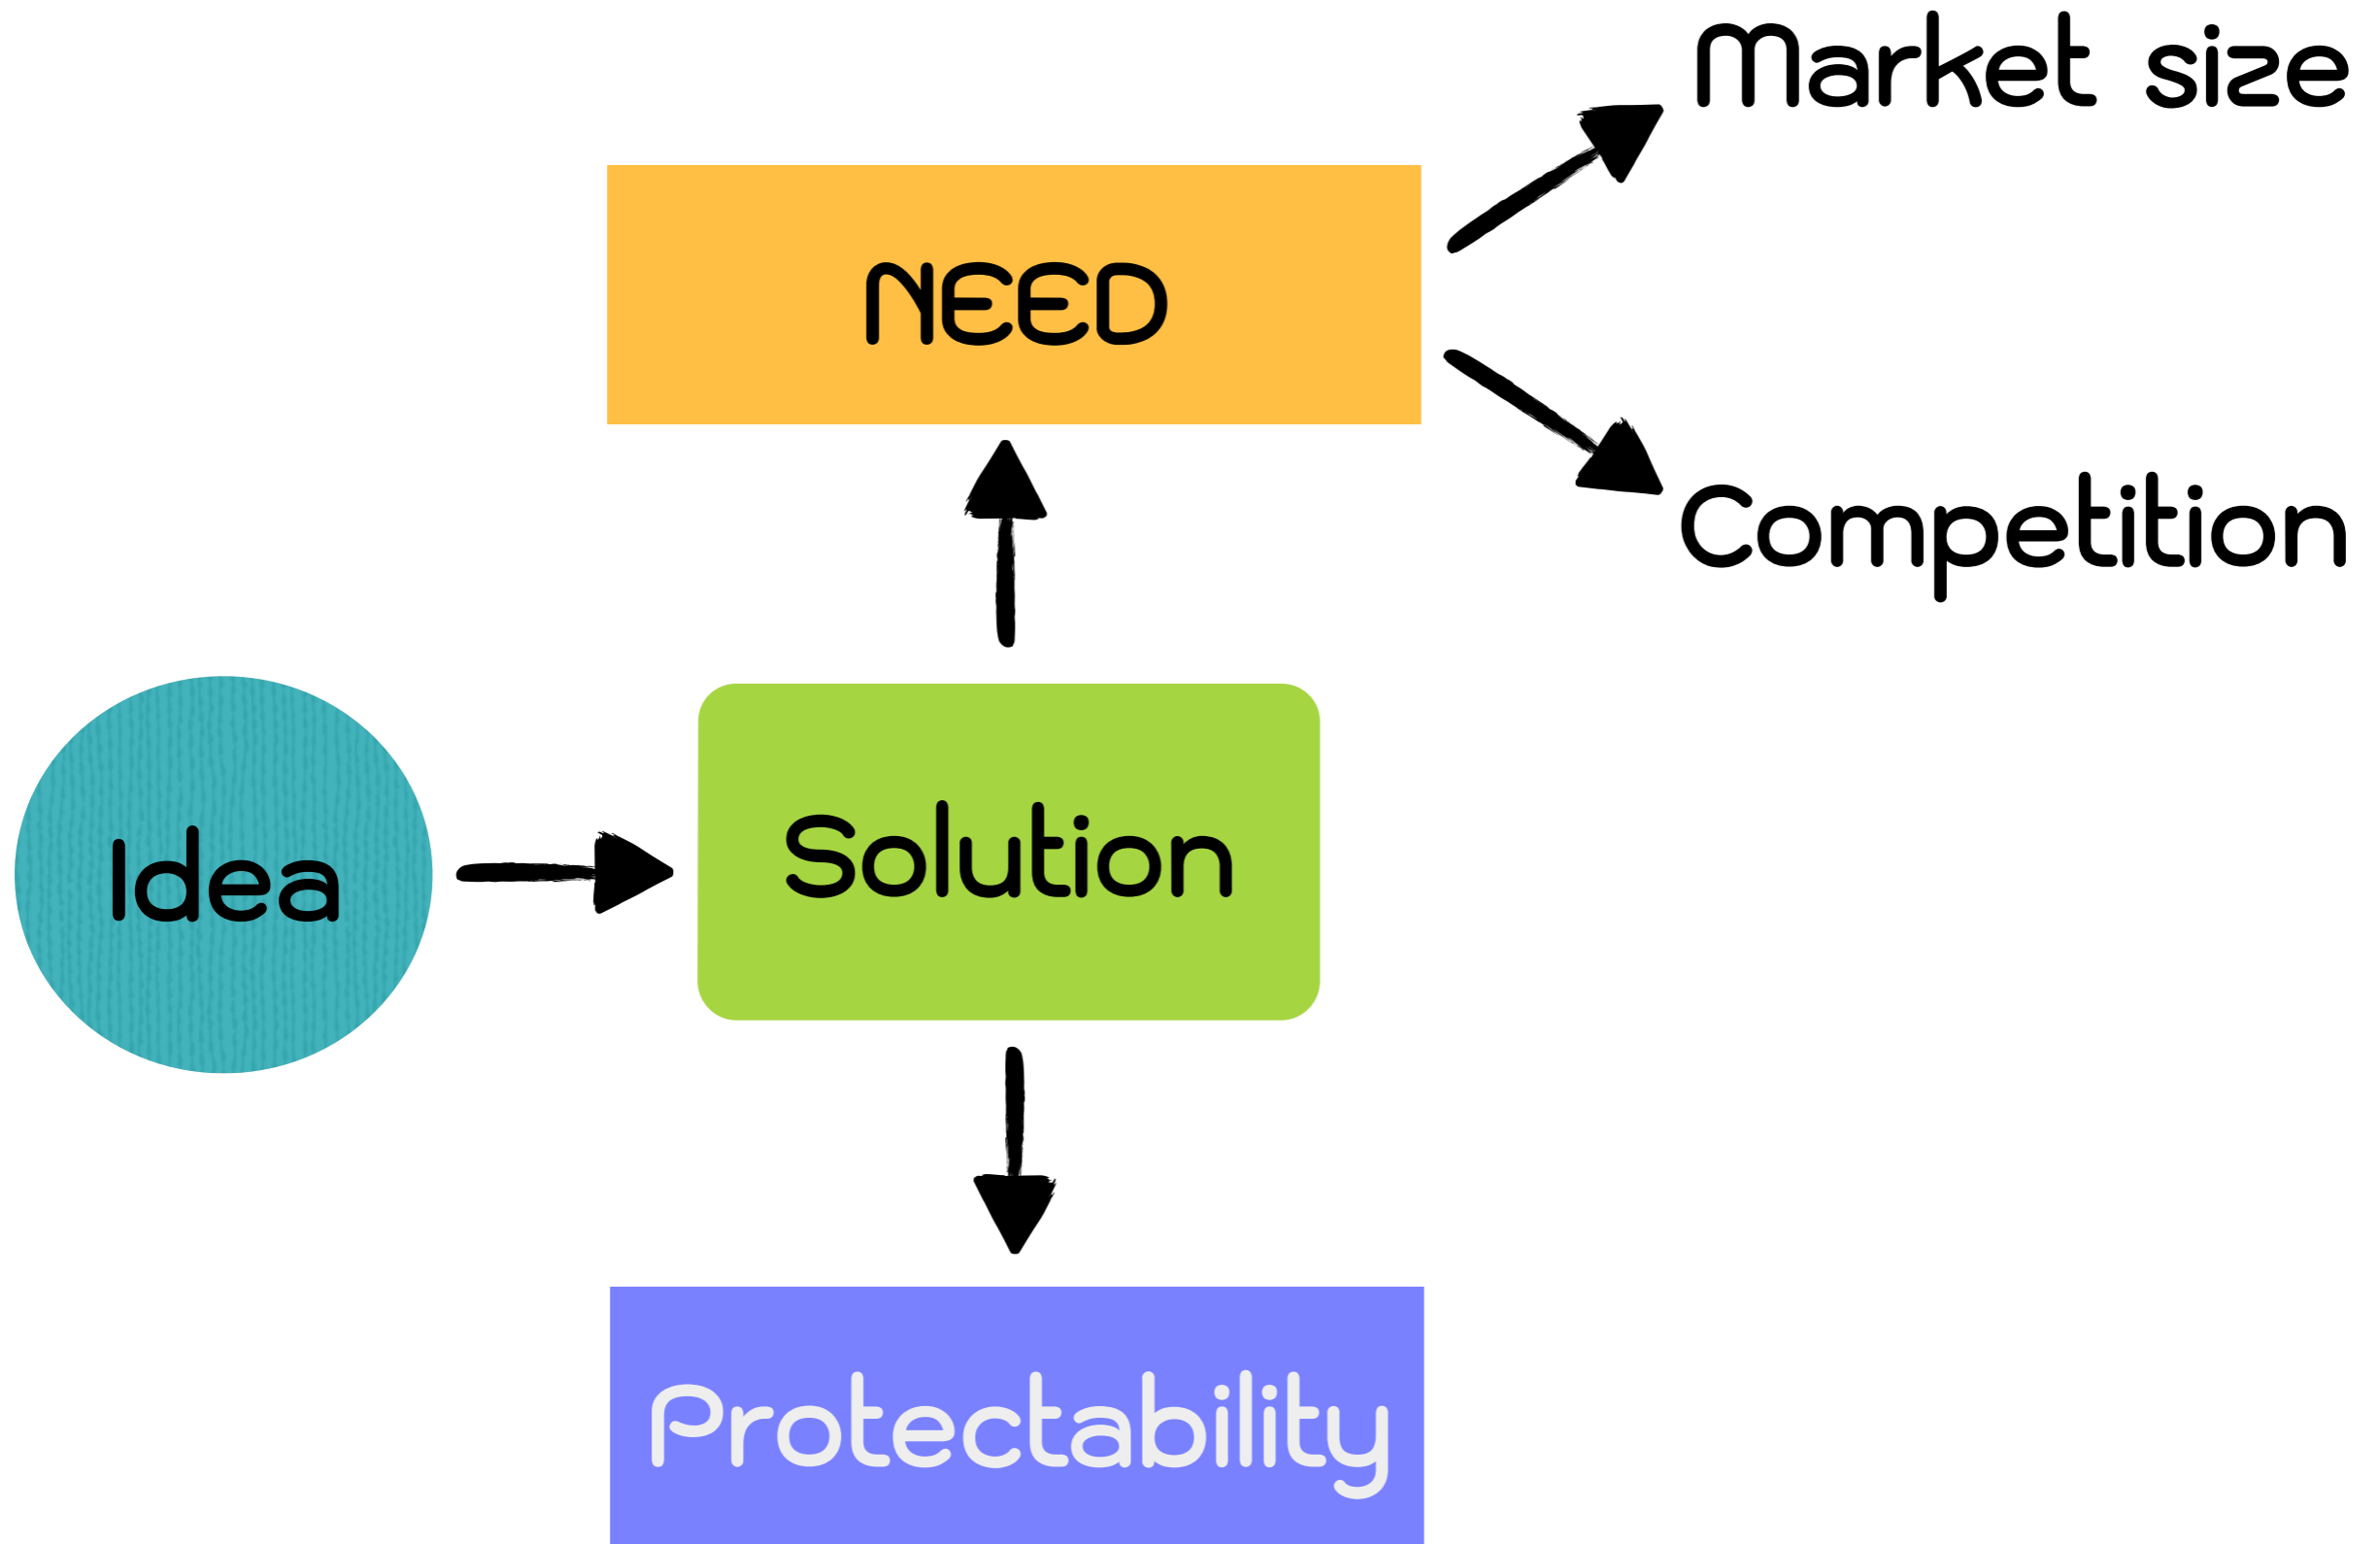 Market size
NEED
Competition
Idea
Solution
Protectability